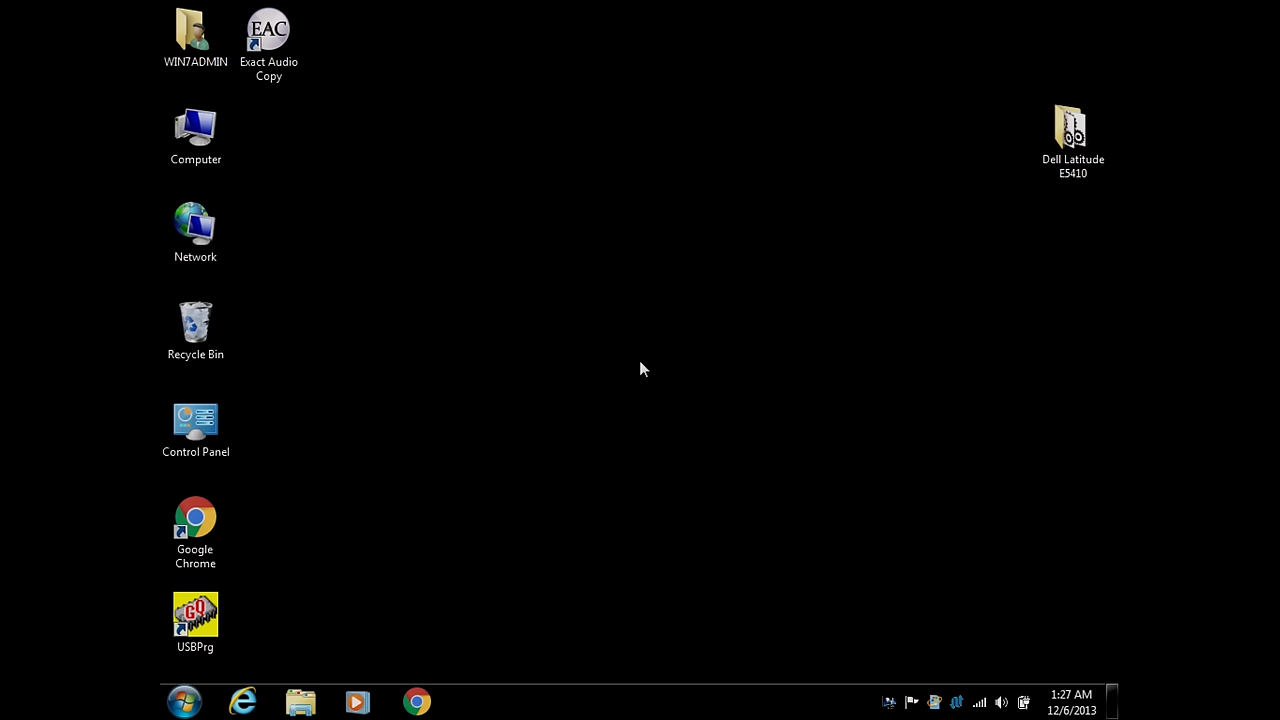 WIN7ADMIN
EAC
Exact Audio
Copy
Computer
Dell Latitude
E5410
Network
Recycle Bin
Control Panel
Google
Chrome
GQ
USBPrg
1:27 AM
12/6/2013